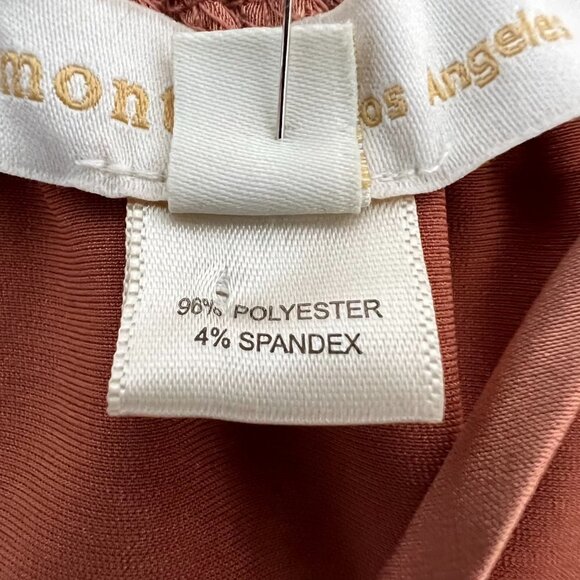 mont os Angeles
96% POLYESTER
4% SPANDEX